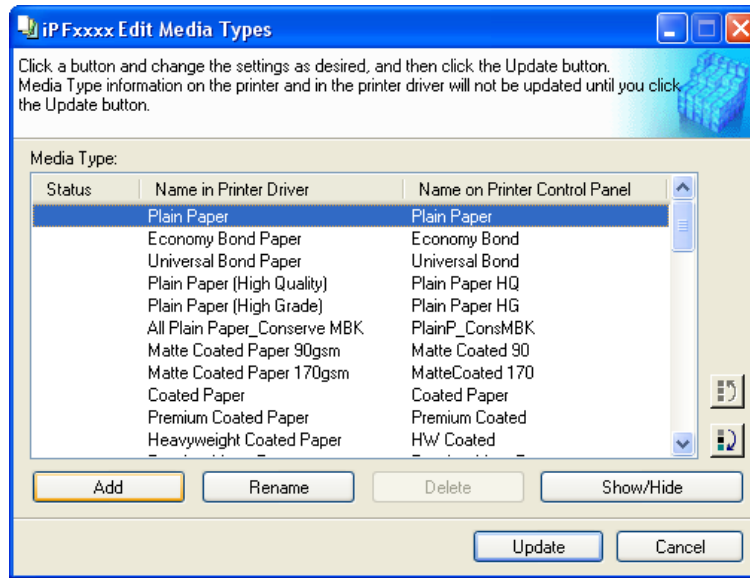 iPFxxxx Edit Media Types
Click a button and change the settings as desired, and then click the Update button.
Media Type information on the printer and in the printer driver will not be updated until you click
the Update button.
Media Type:
Status Name in Printer Driver Name on Printer Control Panel
Plain Paper Plain Paper
Economy Bond Paper Economy Bond
Universal Bond Paper Universal Bond
Plain Paper (High Quality) Plain Paper HQ
Plain Paper (High Grade) Plain Paper HG
All Plain Paper_Conserve MBK PlainP_ConsMBK
Matte Coated Paper 90gsm Matte Coated 90
Matte Coated Paper 170gsm MatteCoated 170
Coated Paper Coated Paper
Premium Coated Paper Premium Coated
Heavyweight Coated Paper HW Coated
Add Rename Delete Show/Hide
Update Cancel